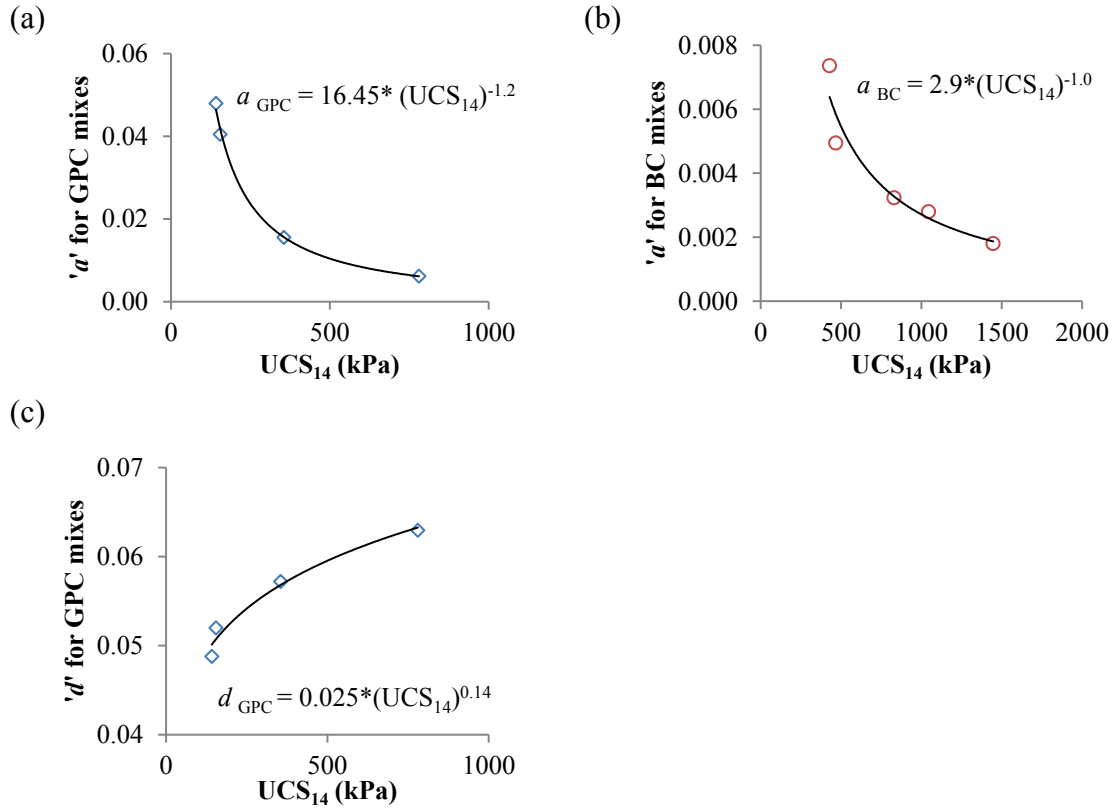 (a)
0.06
0.04
0.02
0.00
'a' for GPC mixes
a GPC = 16.45* (UCS14)-1.2
0 500 1000
UCS14 (kPa)
(b)
0.008
0.006
0.004
0.002
0.000
'a' for BC mixes
a BC = 2.9*(UCS14)-1.0
0 500 1000 1500 2000
UCS14 (kPa)
(c)
0.07
0.06
0.05
0.04
'd' for GPC mixes
d GPC = 0.025*(UCS14)0.14
0 500 1000
UCS14 (kPa)